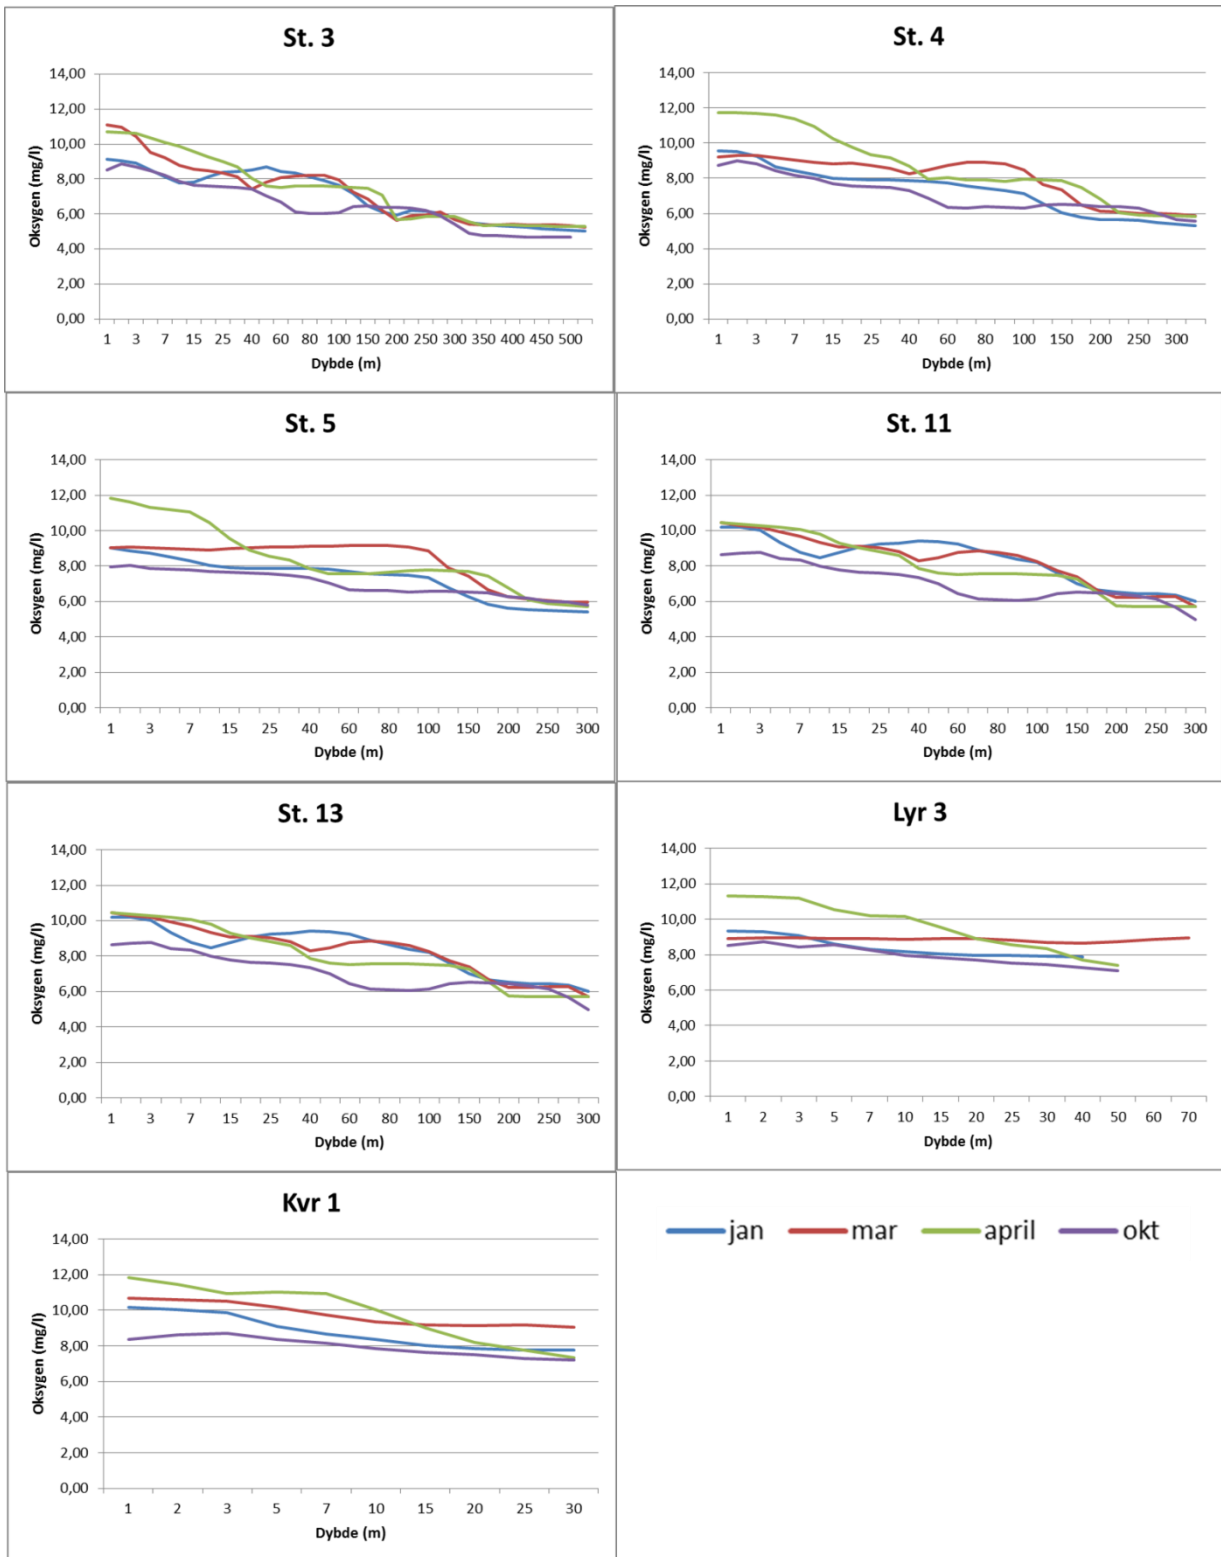 St. 3
14,00
12,00
10,00
8,00
6,00
4,00
2,00
0,00
Oksygen (mg/l)
1 3 7 15 25 40 60 80 100 150 200 250 300 350 400 450 500
Dybde (m)
St. 4
14,00
12,00
10,00
8,00
6,00
4,00
2,00
0,00
Oksygen (mg/l)
1 3 7 15 25 40 60 80 100 150 200 250 300
Dybde (m)
St. 5
14,00
12,00
10,00
8,00
6,00
4,00
2,00
0,00
Oksygen (mg/l)
1 3 7 15 25 40 60 80 100 150 200 250 300
Dybde (m)
St. 11
14,00
12,00
10,00
8,00
6,00
4,00
2,00
0,00
Oksygen (mg/l)
1 3 7 15 25 40 60 80 100 150 200 250 300
Dybde (m)
St. 13
14,00
12,00
10,00
8,00
6,00
4,00
2,00
0,00
Oksygen (mg/l)
1 3 7 15 25 40 60 80 100 150 200 250 300
Dybde (m)
Lyr 3
14,00
12,00
10,00
8,00
6,00
4,00
2,00
0,00
Oksygen (mg/l)
1 2 3 5 7 10 15 20 25 30 40 50 60 70
Dybde (m)
Kvr 1
14,00
12,00
10,00
8,00
6,00
4,00
2,00
0,00
Oksygen (mg/l)
1 2 3 5 7 10 15 20 25 30
Dybde (m)
jan mar april okt